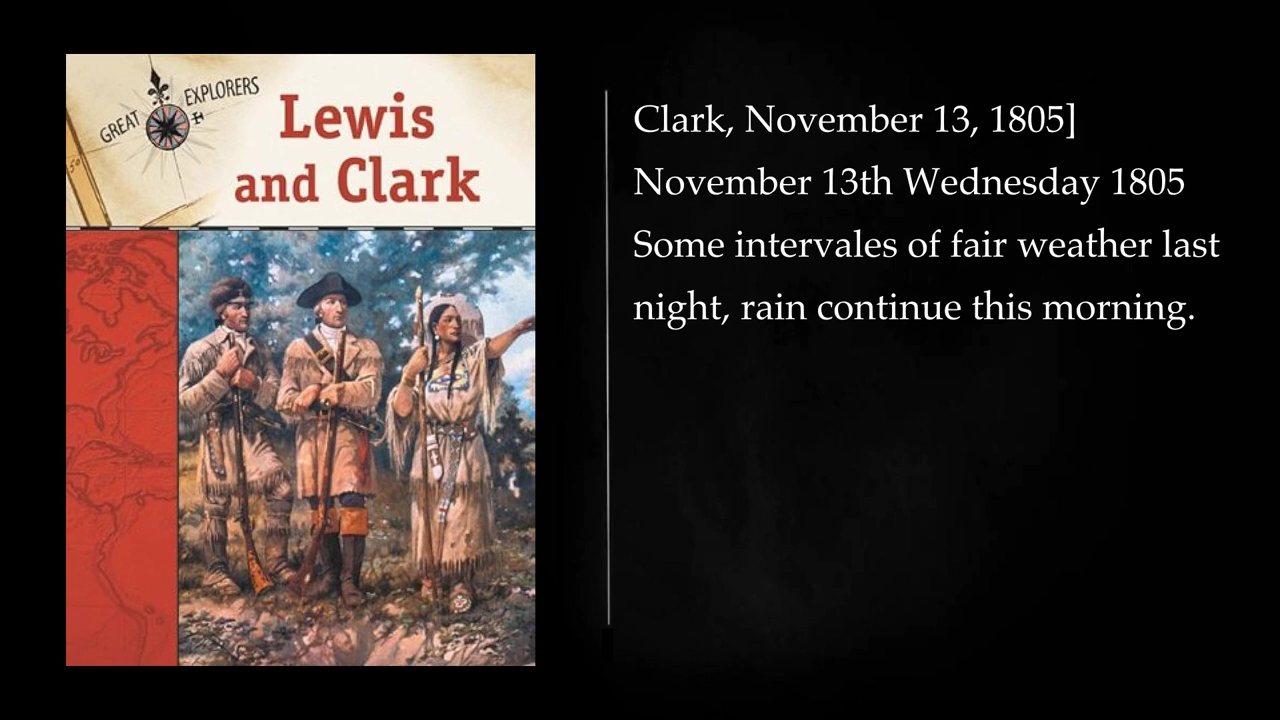 GREAT EXPLORERS
Lewis
and Clark
50
Clark, November 13, 1805]
November 13th Wednesday 1805
Some intervales of fair weather last
night, rain continue this morning.